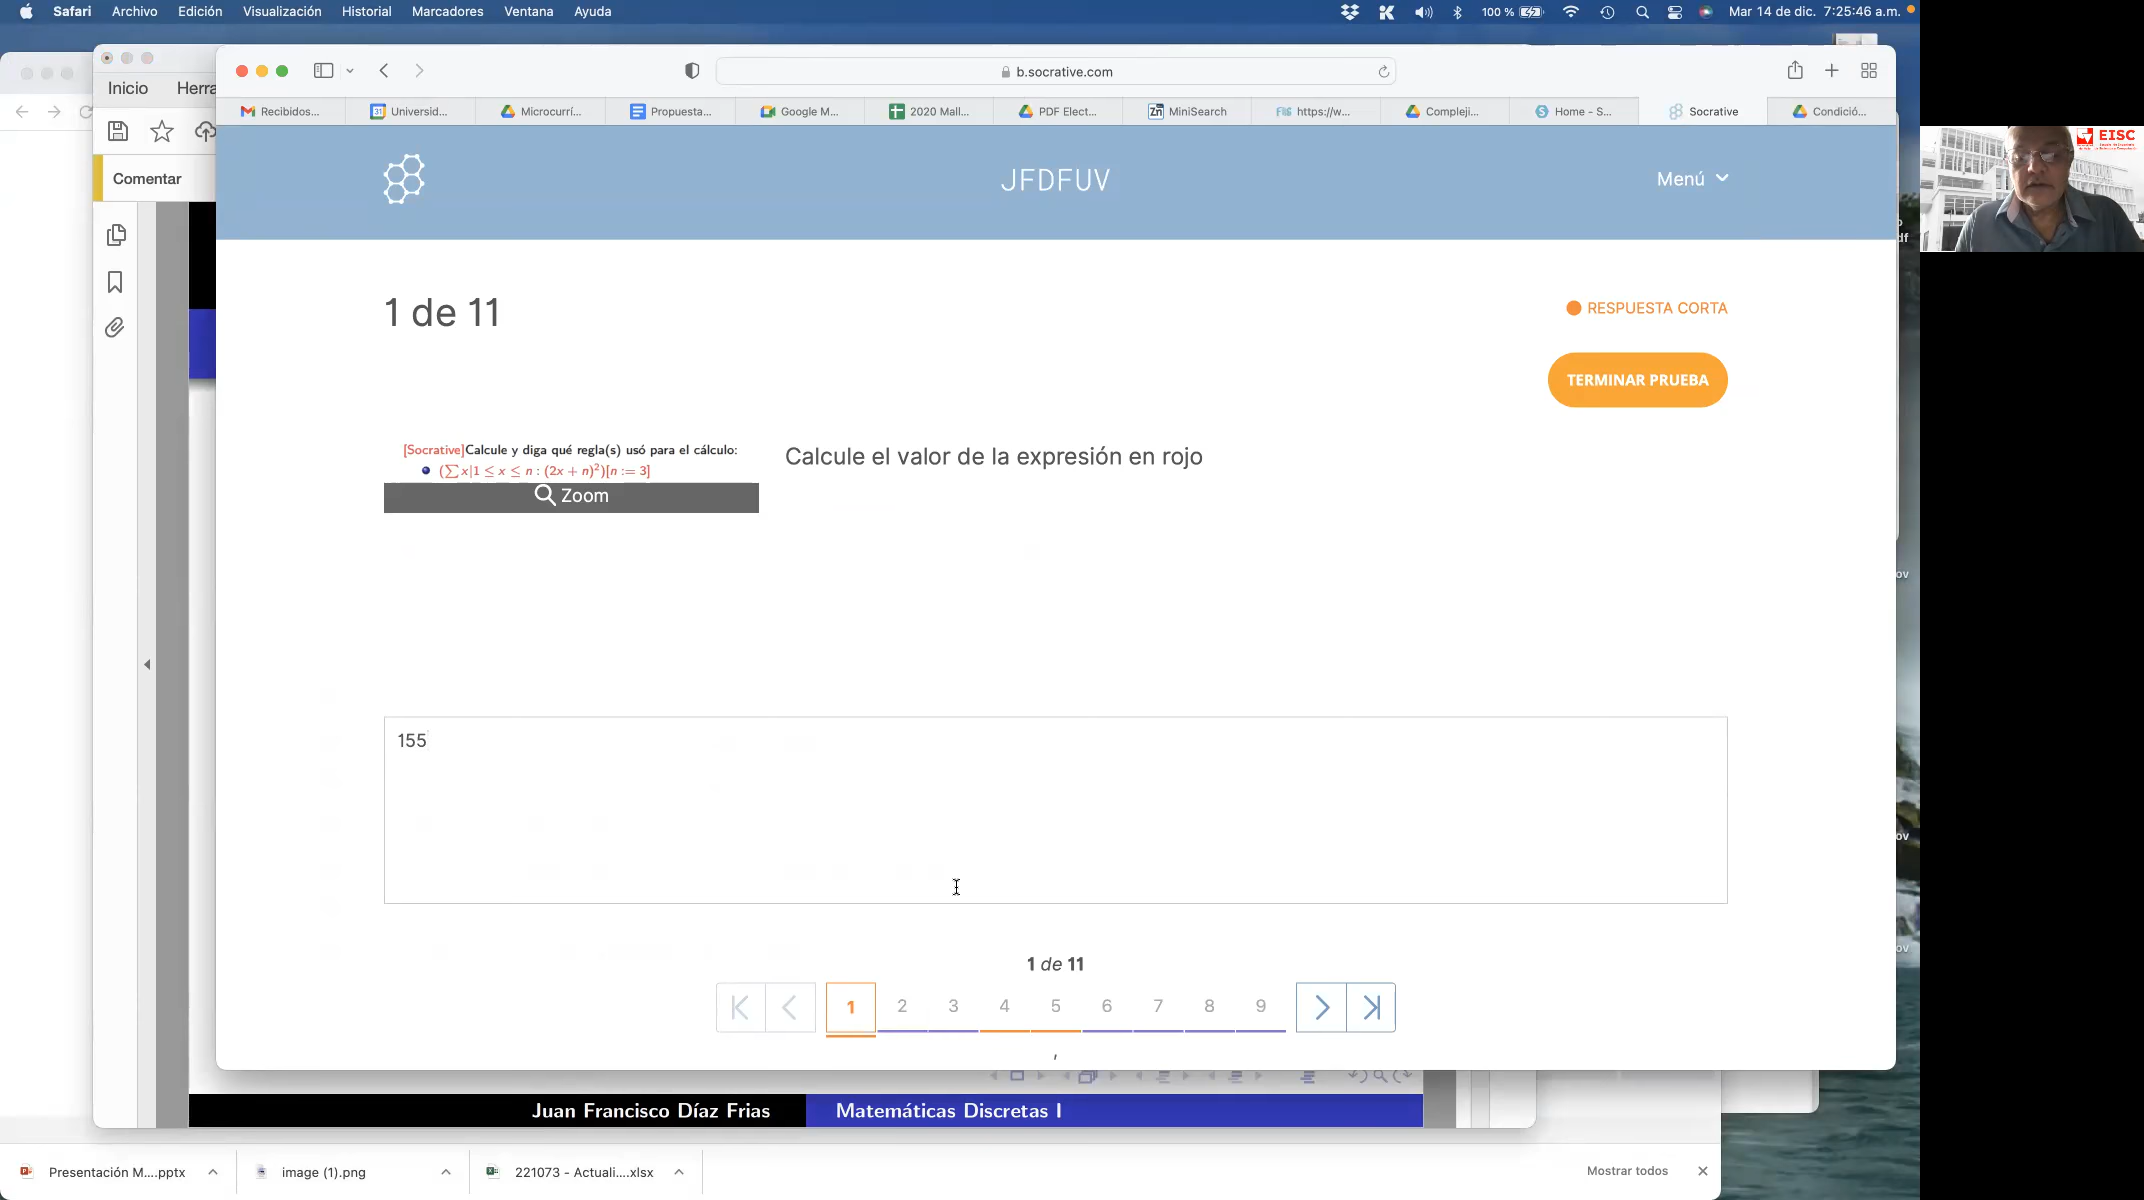 Safari Archivo Edición Visualización Historial Marcadores Ventana Ayuda 100 % Mar 14 de dic. 7:25:46 a.m.
EISC
b.socrative.com
Inicio Herra
Recibidos... Universid... Microcurrí... Propuesta... Google M... 2020 Mall... PDF Elect... MiniSearch https://w... Compleji... Home - S... Socrative Condició...
Comentar
JFDFUV
Menú
df
1 de 11
RESPUESTA CORTA
TERMINAR PRUEBA
[Socrative]Calcule y diga qué regla(s) usó para el cálculo:
(∑x|1 ≤ x ≤ n : (2x + n)²)[n := 3]
Zoom
Calcule el valor de la expresión en rojo
ov
155
ov
ov
1 de 11
1 2 3 4 5 6 7 8 9
,
Juan Francisco Díaz Frias Matemáticas Discretas I
Presentación M....pptx image (1).png 221073 - Actuali....xlsx Mostrar todos